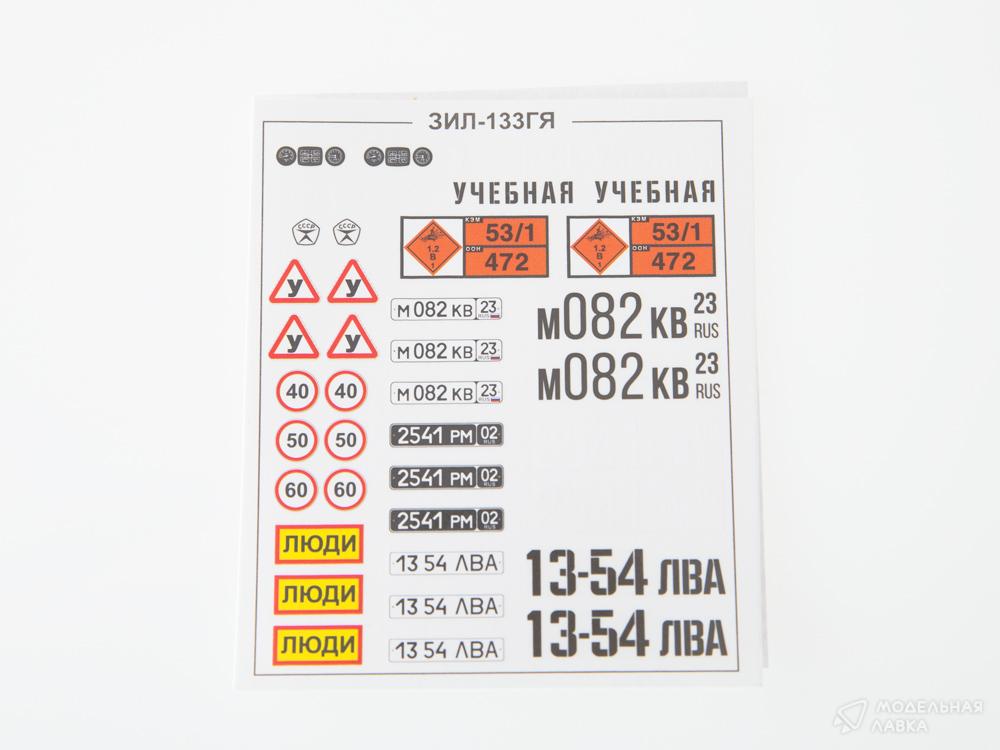 ЗИЛ-133ГЯ
УЧЕБНАЯ УЧЕБНАЯ
СССР СССР
КЭМ 53/1 КЭМ 53/1
ООН 472 ООН 472
1.2 1.2
В В
1 1
У У
У У
М 082 КВ 23 RUS
М 082 КВ 23 RUS
М 082 КВ 23 RUS
М 082 КВ 23 RUS
М 082 КВ 23 RUS
40 40
50 50
60 60
2541 РМ 02 RUS
2541 РМ 02 RUS
2541 РМ 02 RUS
ЛЮДИ
ЛЮДИ
ЛЮДИ
13 54 ЛВА
13 54 ЛВА
13 54 ЛВА
13-54 ЛВА
13-54 ЛВА
МОДЕЛЬНАЯ
ЛАВКА